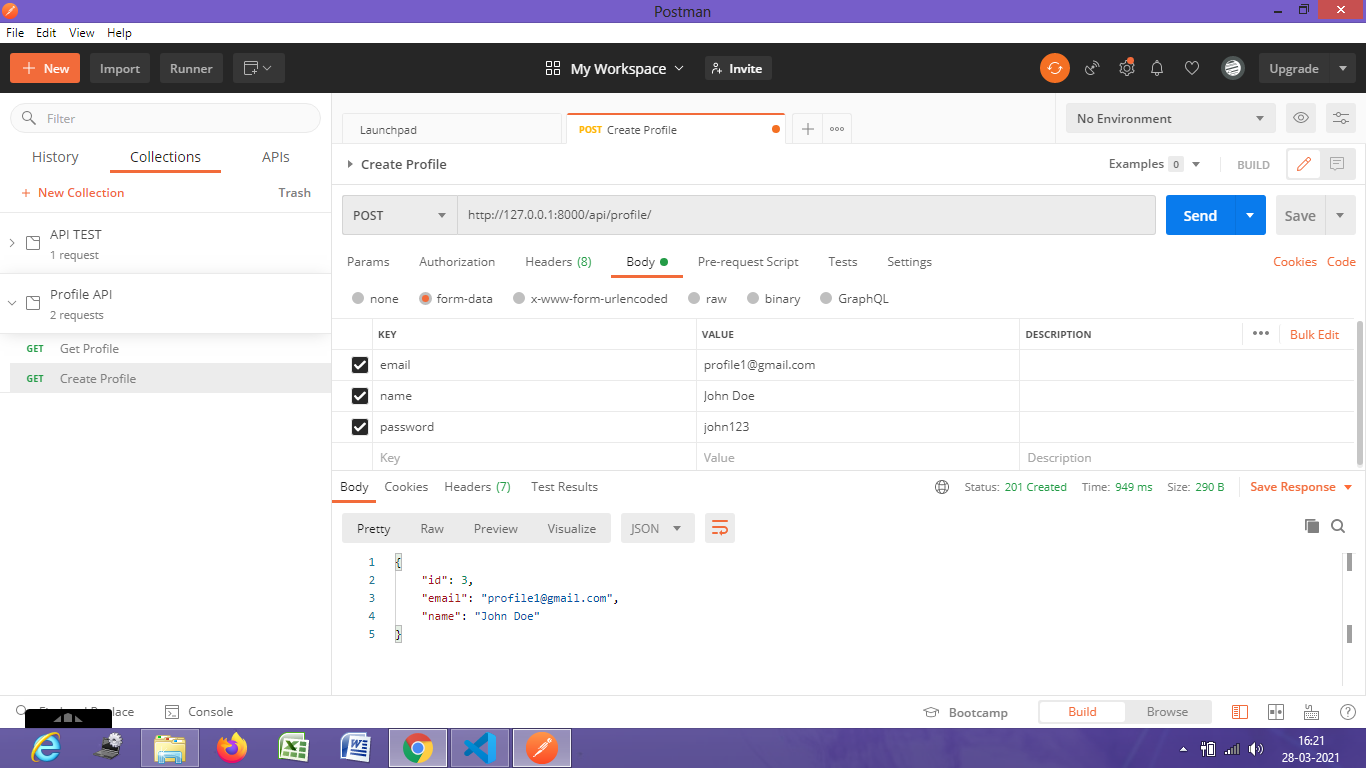 Postman
File Edit View Help
New Import Runner My Workspace Invite Upgrade
Filter
History Collections APIs
+ New Collection Trash
API TEST
1 request
Profile API
2 requests
GET Get Profile
GET Create Profile
Launchpad POST Create Profile No Environment
Create Profile Examples 0 BUILD
POST http://127.0.0.1:8000/api/profile/ Send Save
Params Authorization Headers (8) Body Pre-request Script Tests Settings Cookies Code
none form-data x-www-form-urlencoded raw binary GraphQL
KEY VALUE DESCRIPTION ••• Bulk Edit
email profile1@gmail.com
name John Doe
password john123
Key Value Description
Body Cookies Headers (7) Test Results Status: 201 Created Time: 949 ms Size: 290 B Save Response
Pretty Raw Preview Visualize JSON
1 {
2 "id": 3,
3 "email": "profile1@gmail.com",
4 "name": "John Doe"
5 }
Console Bootcamp Build Browse
16:21
28-03-2021